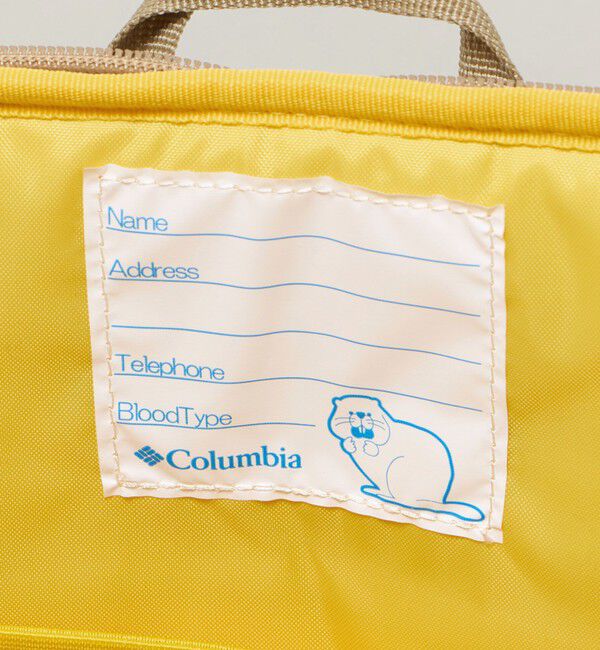 Name
Address
Telephone
BloodType
Columbia